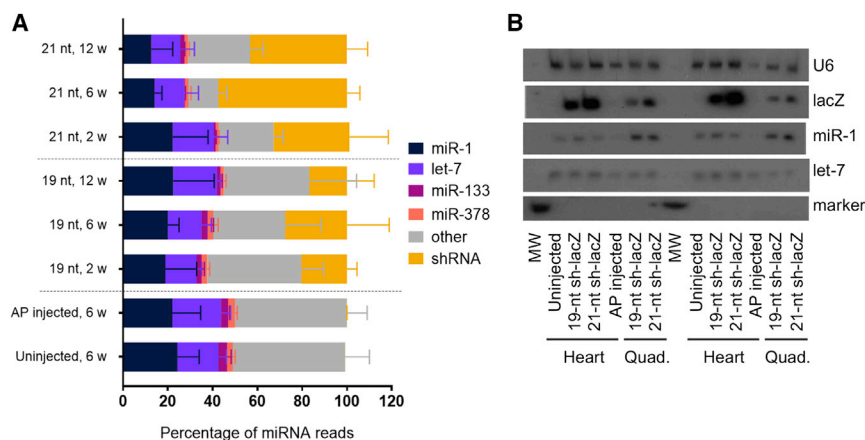 A
21 nt, 12 w
21 nt, 6 w
21 nt, 2 w
19 nt, 12 w
19 nt, 6 w
19 nt, 2 w
AP injected, 6 w
Uninjected, 6 w
0 20 40 60 80 100 120
Percentage of miRNA reads
miR-1
let-7
miR-133
miR-378
other
shRNA
B
U6
lacZ
miR-1
let-7
marker
MW
Uninjected
19-nt sh-lacZ
21-nt sh-lacZ
AP injected
19-nt sh-lacZ
21-nt sh-lacZ
MW
Uninjected
19-nt sh-lacZ
21-nt sh-lacZ
AP injected
19-nt sh-lacZ
21-nt sh-lacZ
Heart Quad. Heart Quad.